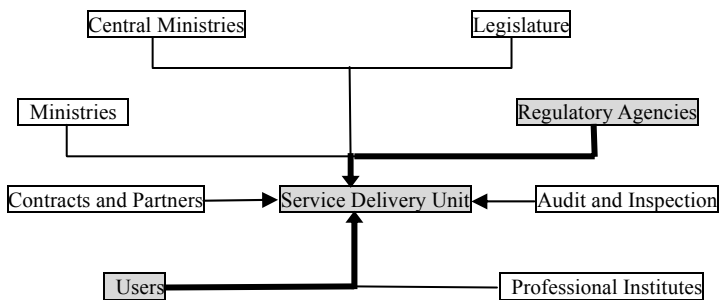 Central Ministries
Legislature
Ministries
Regulatory Agencies
Contracts and Partners
Service Delivery Unit
Audit and Inspection
Users
Professional Institutes